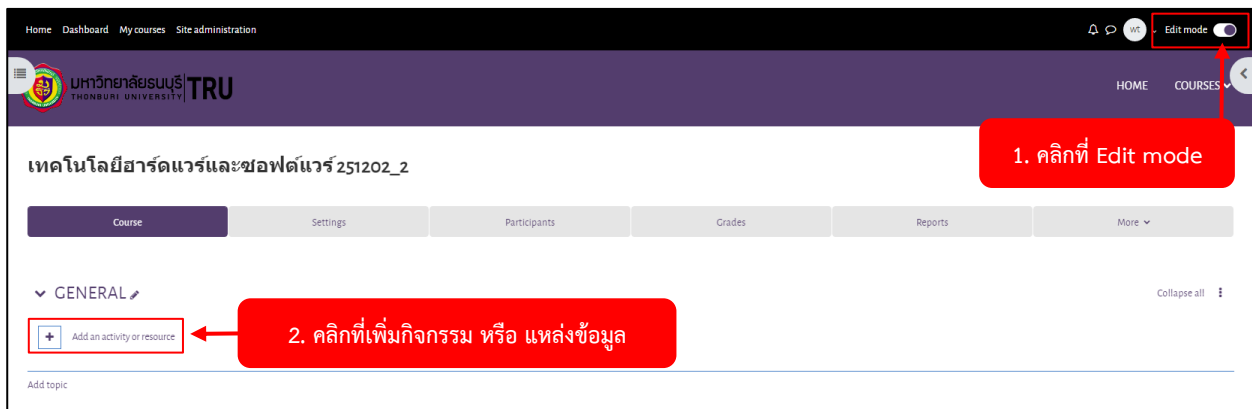 Home Dashboard My courses Site administration
wt Edit mode
มหาวิทยาลัยธนบุรี TRU
THONBURI UNIVERSITY
HOME COURSES
1. คลิกที่ Edit mode
เทคโนโลยีฮาร์ดแวร์และซอฟต์แวร์ 251202_2
Course Settings Participants Grades Reports More
GENERAL
Collapse all
Add an activity or resource
2. คลิกที่เพิ่มกิจกรรม หรือ แหล่งข้อมูล
Add topic